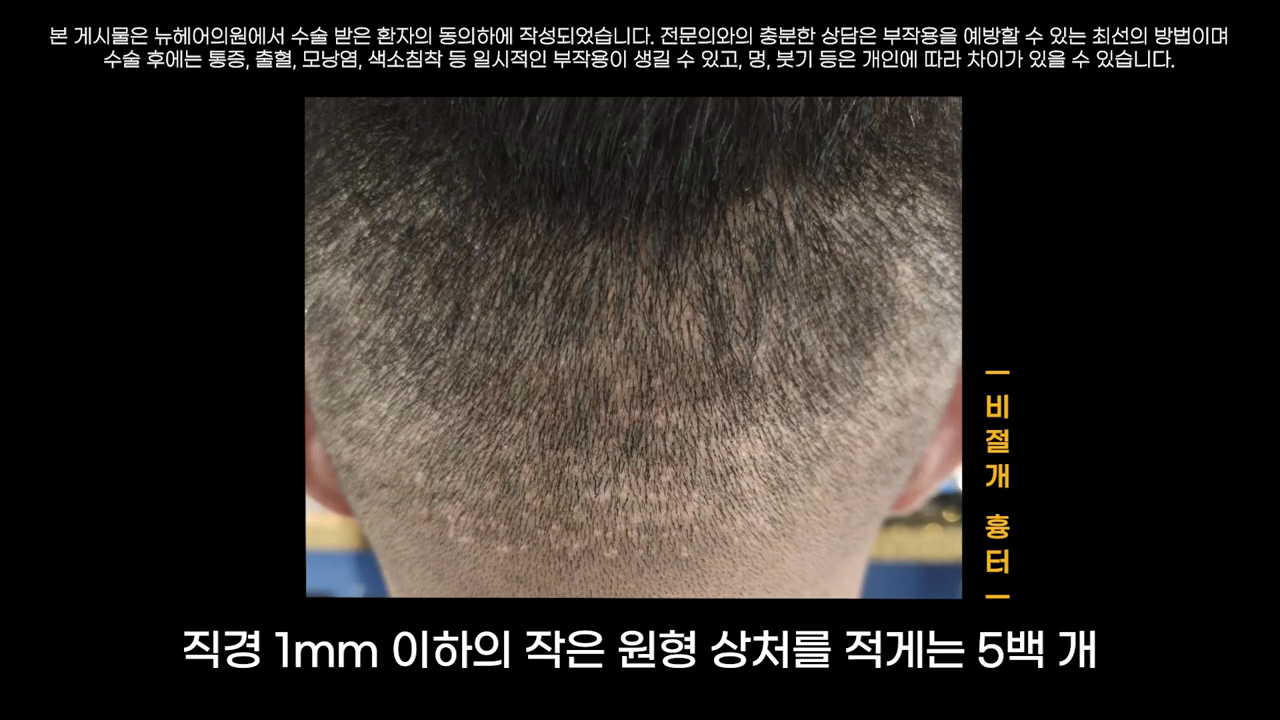 본 게시물은 뉴헤어의원에서 수술 받은 환자의 동의하에 작성되었습니다. 전문의와의 충분한 상담은 부작용을 예방할 수 있는 최선의 방법이며
수술 후에는 통증, 출혈, 모낭염, 색소침착 등 일시적인 부작용이 생길 수 있고, 멍, 붓기 등은 개인에 따라 차이가 있을 수 있습니다.
비절개 흉터
직경 1mm 이하의 작은 원형 상처를 적게는 5백 개